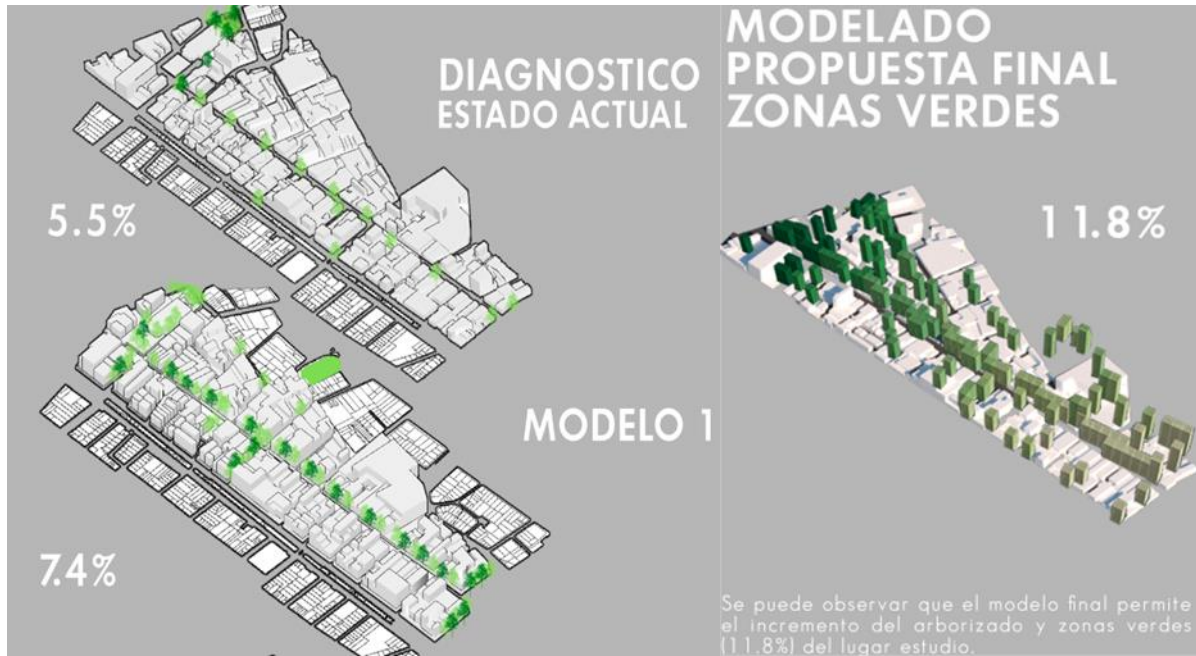 DIAGNOSTICO
ESTADO ACTUAL
5.5%
MODELO 1
7.4%
MODELADO
PROPUESTA FINAL
ZONAS VERDES
11.8%
Se puede observar que el modelo final permite
el incremento del arborizado y zonas verdes
(11.8%) del lugar estudio.